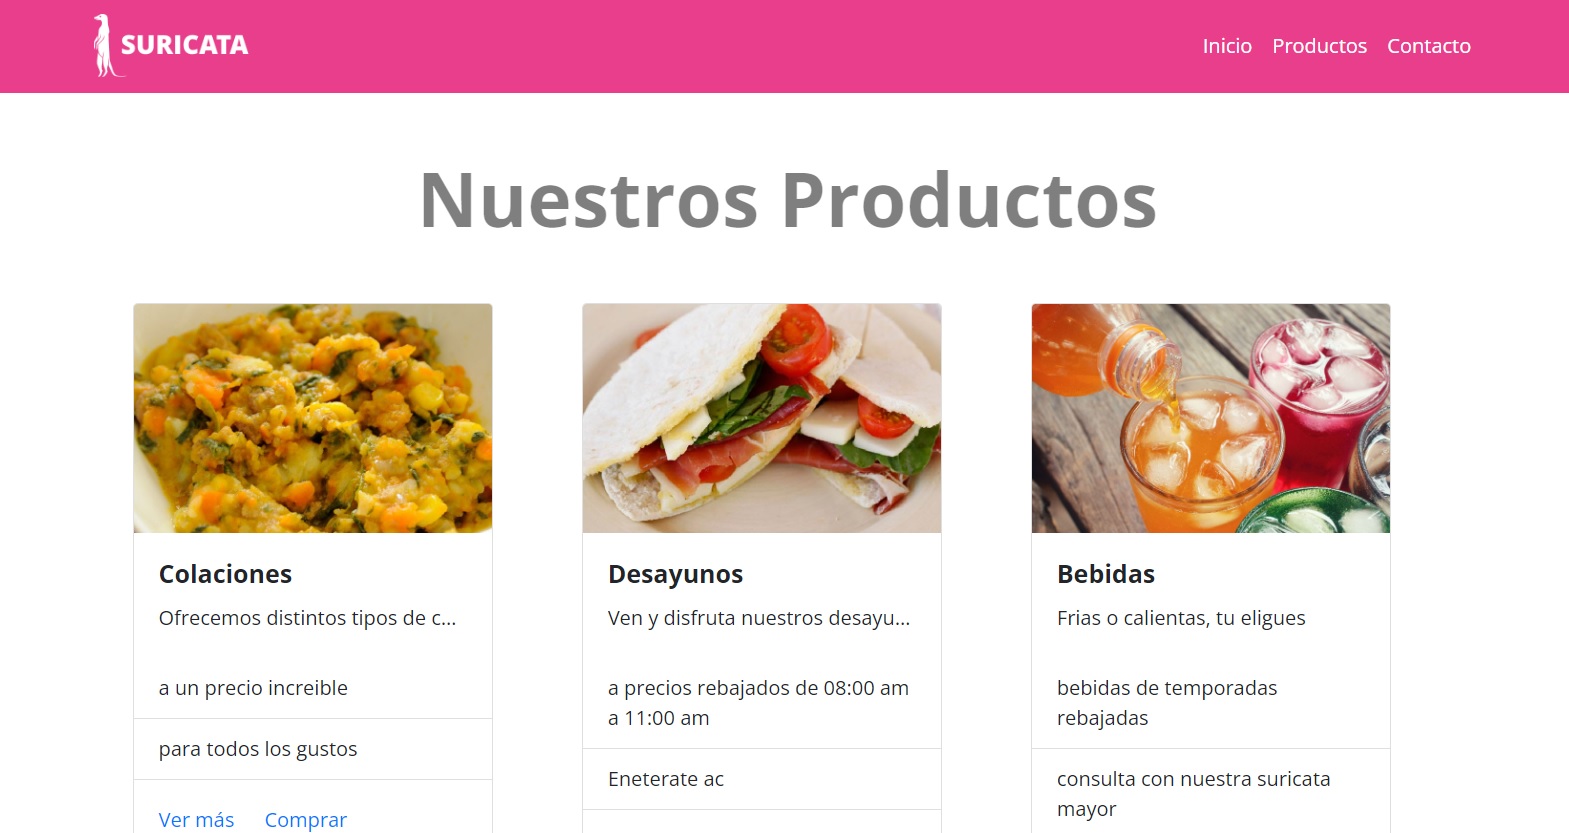 SURICATA
Inicio Productos Contacto
Nuestros Productos
Colaciones
Ofrecemos distintos tipos de c...
a un precio increible
para todos los gustos
Ver más Comprar
Desayunos
Ven y disfruta nuestros desayu...
a precios rebajados de 08:00 am
a 11:00 am
Eneterate ac
Bebidas
Frias o calientas, tu eligues
bebidas de temporadas
rebajadas
consulta con nuestra suricata
mayor